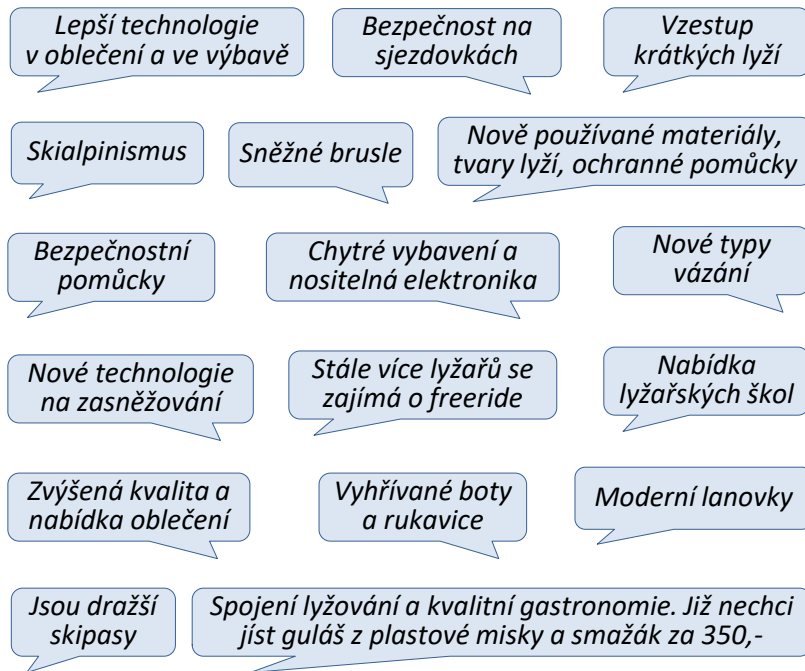 Lepší technologie
v oblečení a ve výbavě
Bezpečnost na
sjezdovkách
Vzestup
krátkých lyží
Skialpinismus
Sněžné brusle
Nově používané materiály,
tvary lyží, ochranné pomůcky
Bezpečnostní
pomůcky
Chytré vybavení a
nositelná elektronika
Nové typy
vázání
Nové technologie
na zasněžování
Stále více lyžařů se
zajímá o freeride
Nabídka
lyžařských škol
Zvýšená kvalita a
nabídka oblečení
Vyhřívané boty
a rukavice
Moderní lanovky
Jsou dražší
skipasy
Spojení lyžování a kvalitní gastronomie. Již nechci
jíst guláš z plastové misky a smažák za 350,-